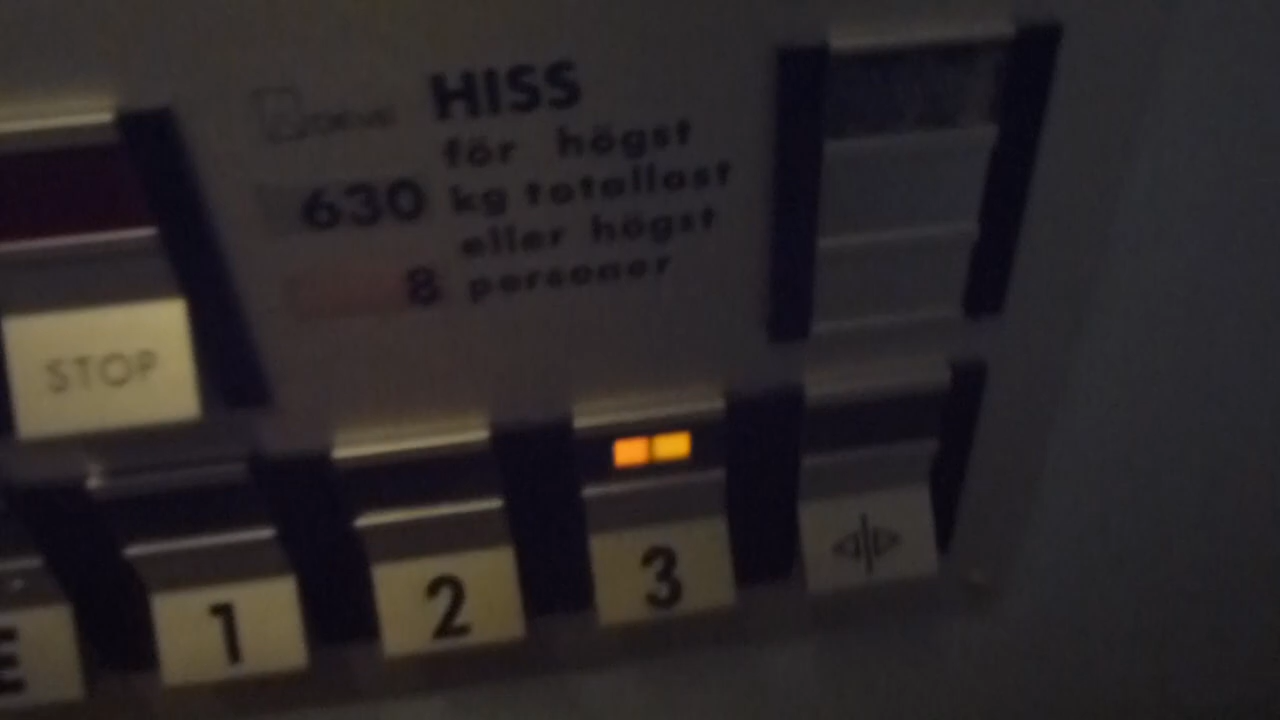 HISS
för högst
630 kg totallast
eller högst
8 personer
STOP
E 1 2 3